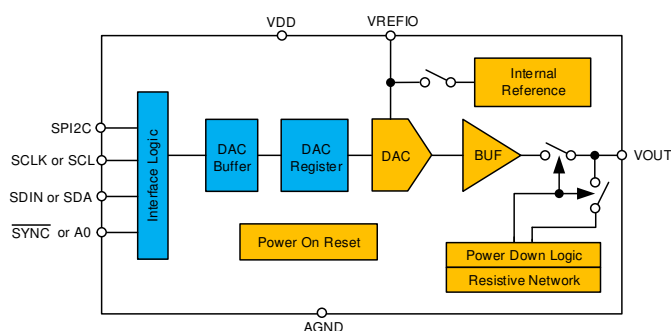 VDD
VREFIO
Internal
Reference
SPI2C
SCLK or SCL
SDIN or SDA
SYNC or A0
Interface Logic
DAC
Buffer
DAC
Register
DAC
BUF
VOUT
Power On Reset
Power Down Logic
Resistive Network
AGND